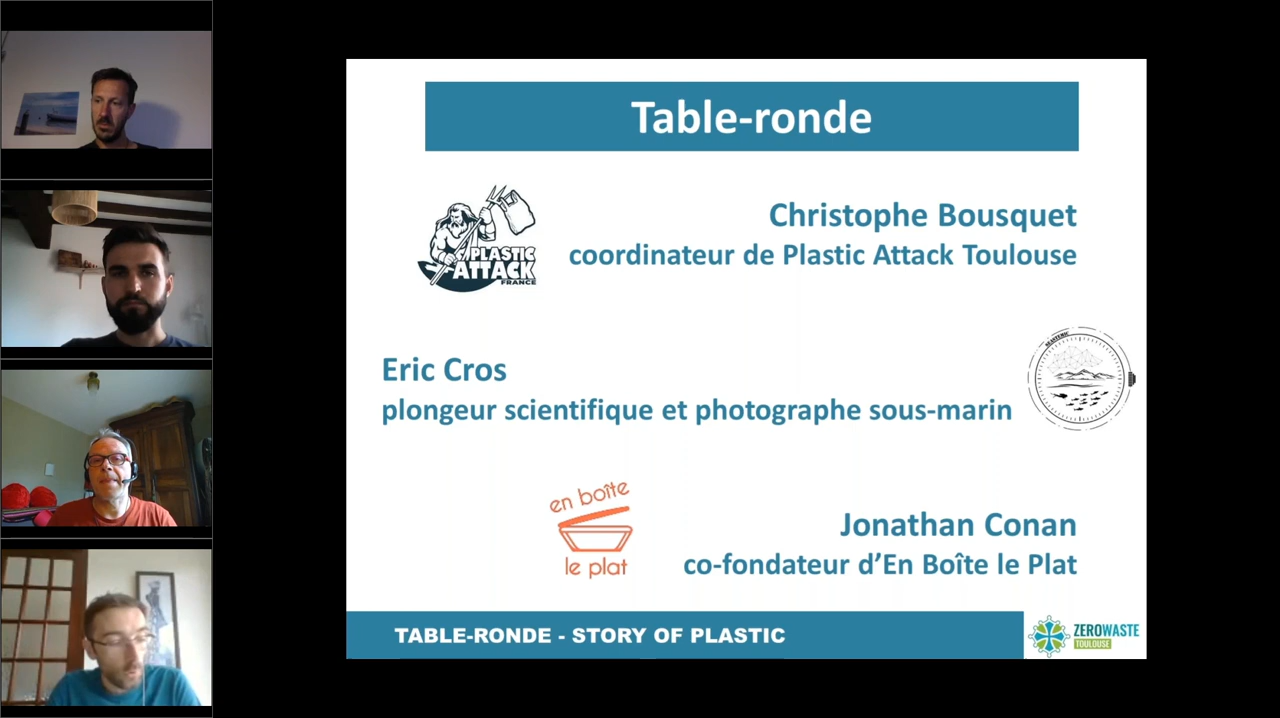 Table-ronde
PLASTIC
ATTACK
FRANCE
Christophe Bousquet
coordinateur de Plastic Attack Toulouse
Eric Cros
plongeur scientifique et photographe sous-marin
en boîte
le plat
Jonathan Conan
co-fondateur d'En Boîte le Plat
TABLE-RONDE - STORY OF PLASTIC
ZEROWASTE
TOULOUSE